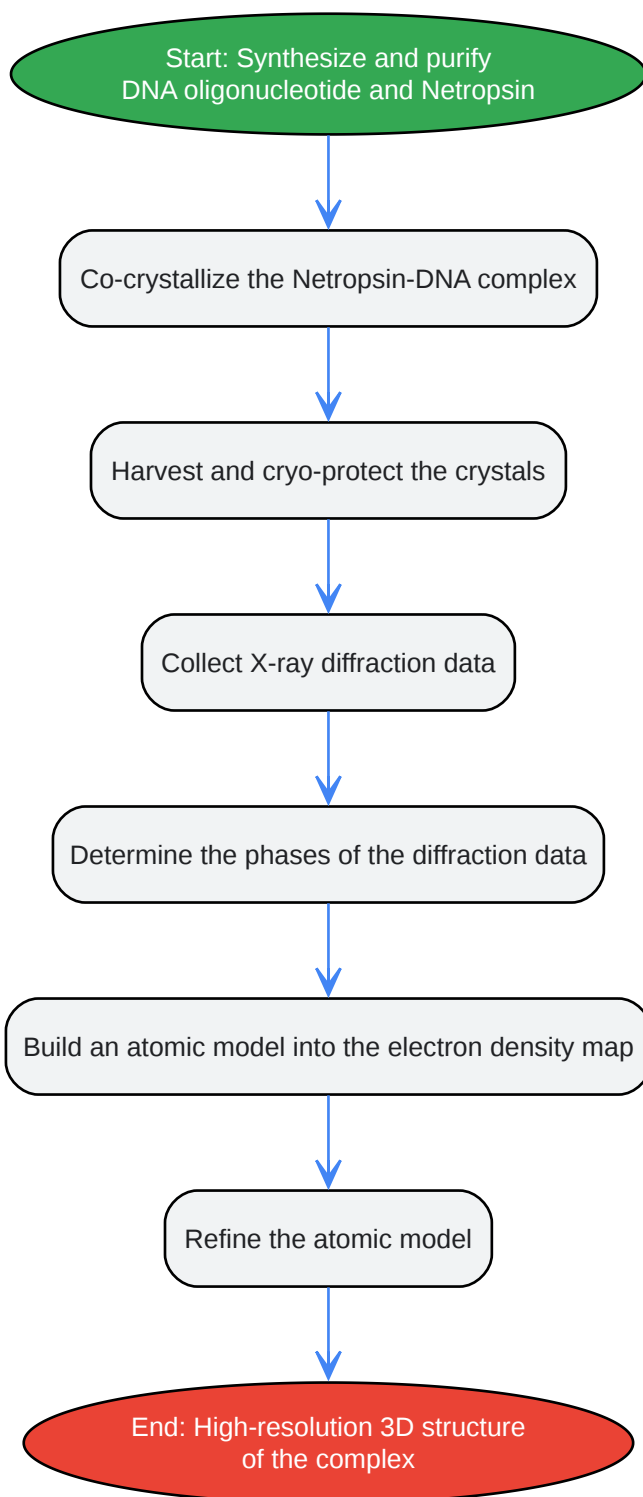 Start: Synthesize and purify
DNA oligonucleotide and Netropsin
Co-crystallize the Netropsin-DNA complex
Harvest and cryo-protect the crystals
Collect X-ray diffraction data
Determine the phases of the diffraction data
Build an atomic model into the electron density map
Refine the atomic model
End: High-resolution 3D structure
of the complex